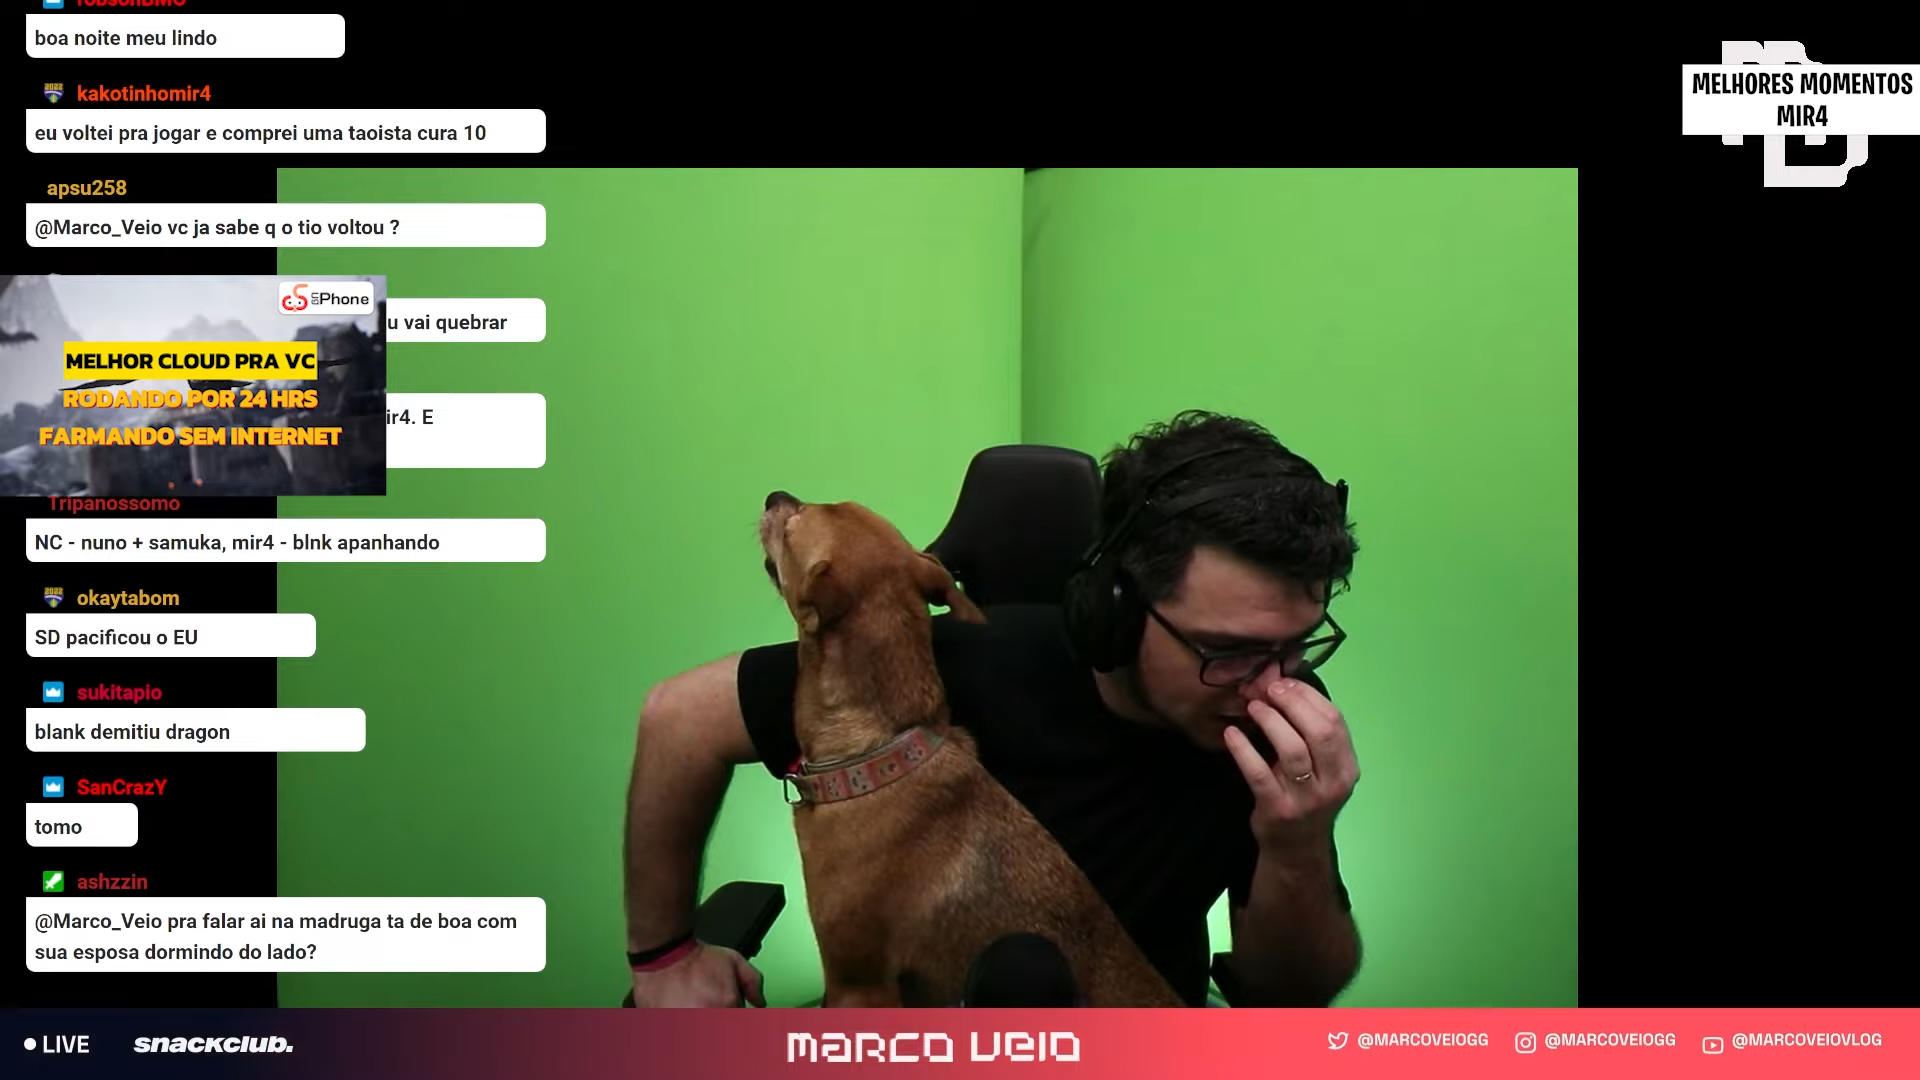 robsonBMO
boa noite meu lindo
kakotinhomir4
eu voltei pra jogar e comprei uma taoista cura 10
apsu258
@Marco_Veio vc ja sabe q o tio voltou ?
u vai quebrar
ir4. E
Phone
MELHOR CLOUD PRA VC
RODANDO POR 24 HRS
FARMANDO SEM INTERNET
Tripanossomo
NC - nuno + samuka, mir4 - blnk apanhando
okaytabom
SD pacificou o EU
sukitapio
blank demitiu dragon
SanCrazY
tomo
ashzzin
@Marco_Veio pra falar ai na madruga ta de boa com
sua esposa dormindo do lado?
MELHORES MOMENTOS
MIR4
LIVE
snackclub.
MARCO VEIO
@MARCOVEIOGG
@MARCOVEIOGG
@MARCOVEIOVLOG